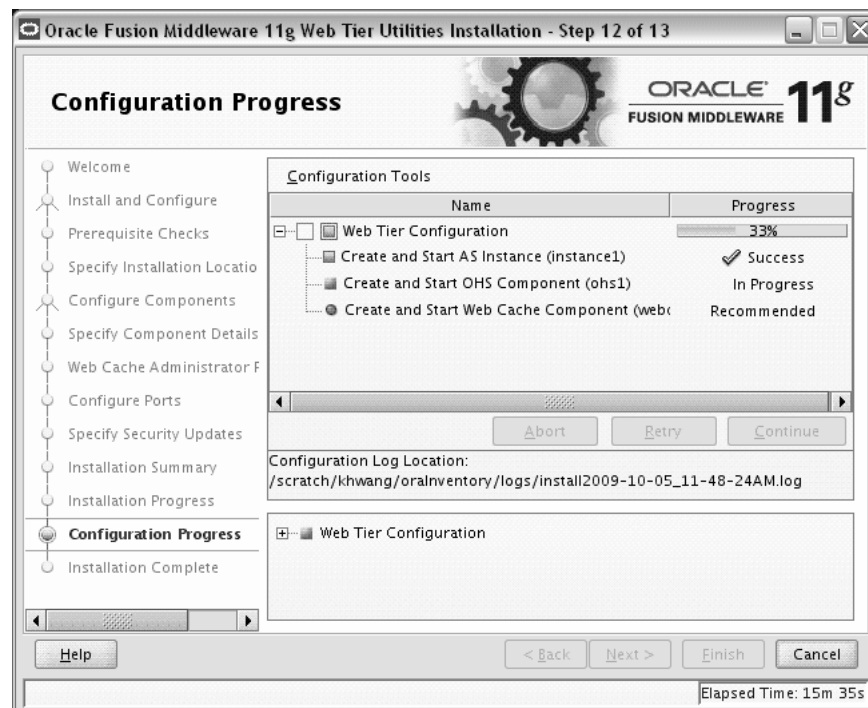 Oracle Fusion Middleware 11g Web Tier Utilities Installation - Step 12 of 13
Configuration Progress
ORACLE
FUSION MIDDLEWARE
11g
Welcome
Install and Configure
Prerequisite Checks
Specify Installation Locatio
Configure Components
Specify Component Details
Web Cache Administrator P
Configure Ports
Specify Security Updates
Installation Summary
Installation Progress
Configuration Progress
Installation Complete
Configuration Tools
Name Progress
Web Tier Configuration 33%
Create and Start AS Instance (instance1) Success
Create and Start OHS Component (ohs1) In Progress
Create and Start Web Cache Component (webc Recommended
Abort Retry Continue
Configuration Log Location:
/scratch/khwang/oraInventory/logs/install2009-10-05_11-48-24AM.log
Web Tier Configuration
Help < Back Next > Finish Cancel
Elapsed Time: 15m 35s